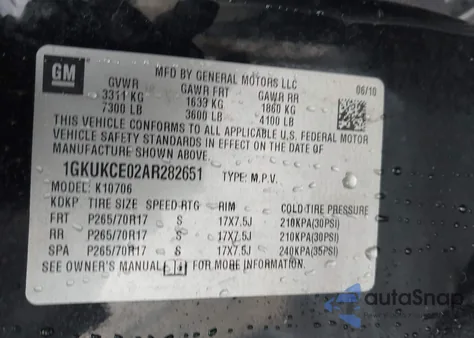 GM
MFD BY GENERAL MOTORS LLC
06/10
GVWR GAWR FRT GAWR RR
3311 KG 1633 KG 1860 KG
7300 LB 3600 LB 4100 LB
THIS VEHICLE CONFORMS TO ALL APPLICABLE U.S. FEDERAL MOTOR
VEHICLE SAFETY STANDARDS IN EFFECT ON THE DATE OF
MANUFACTURE SHOWN ABOVE.
1GKUKCE02AR282651 TYPE: M.P.V.
MODEL: K10706
KDKP TIRE SIZE SPEED RTG RIM COLD TIRE PRESSURE
FRT P265/70R17 S 17X7.5J 210KPA(30PSI)
RR P265/70R17 S 17X7.5J 210KPA(30PSI)
SPA P265/70R17 S 17X7.5J 240KPA(35PSI)
SEE OWNER'S MANUAL FOR MORE INFORMATION.
autoSnap